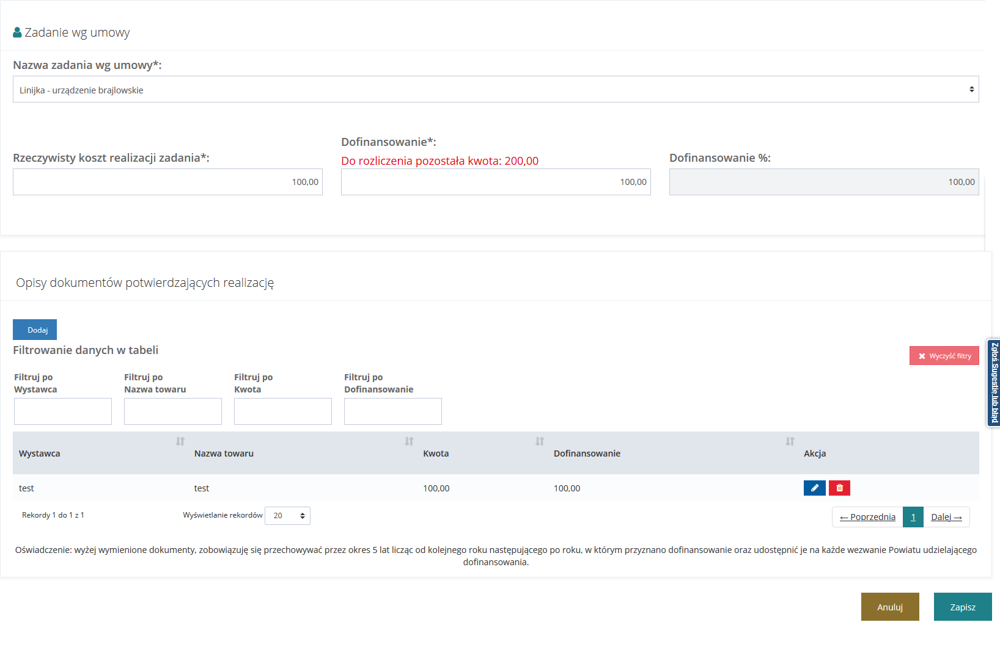 Zadanie wg umowy
Nazwa zadania wg umowy*:
Linijka - urządzenie brajlowskie
Rzeczywisty koszt realizacji zadania*:
100,00
Dofinansowanie*:
Do rozliczenia pozostała kwota: 200,00
100,00
Dofinansowanie %:
100,00
Opisy dokumentów potwierdzających realizację
Dodaj
Filtrowanie danych w tabeli
Wyczyść filtry
Filtruj po
Wystawca
Filtruj po
Nazwa towaru
Filtruj po
Kwota
Filtruj po
Dofinansowanie
Wystawca Nazwa towaru Kwota Dofinansowanie Akcja
test test 100,00 100,00
Rekordy 1 do 1 z 1
Wyświetlanie rekordów 20
← Poprzednia 1 Dalej →
Oświadczenie: wyżej wymienione dokumenty, zobowiązuję się przechowywać przez okres 5 lat licząc od kolejnego roku następującego po roku, w którym przyznano dofinansowanie oraz udostępnić je na każde wezwanie Powiatu udzielającego
dofinansowania.
Anuluj Zapisz
Zgłoś Sugestię lub błąd